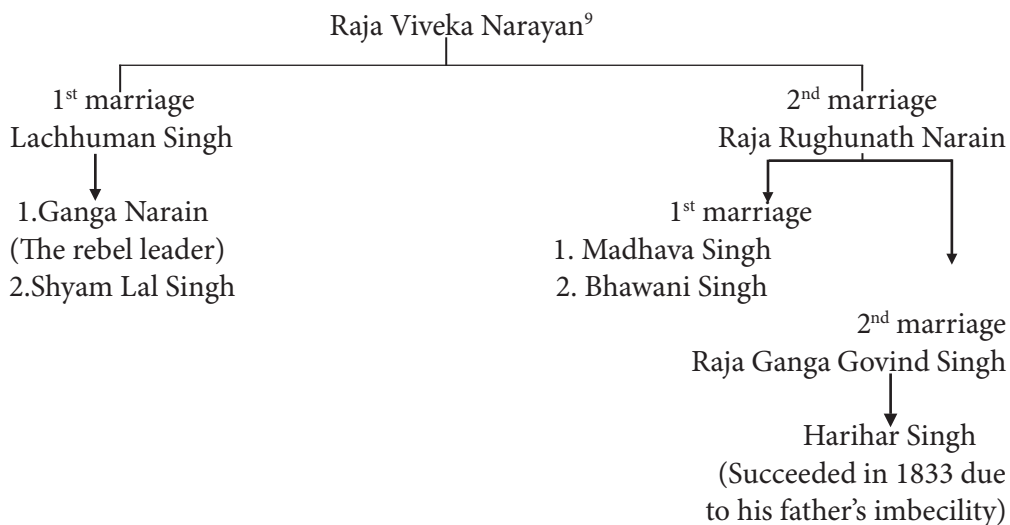 Raja Viveka Narayan⁹
1st marriage
Lachhuman Singh
1.Ganga Narain
(The rebel leader)
2.Shyam Lal Singh
2nd marriage
Raja Rughunath Narain
1st marriage
1. Madhava Singh
2. Bhawani Singh
2nd marriage
Raja Ganga Govind Singh
Harihar Singh
(Succeeded in 1833 due
to his father's imbecility)